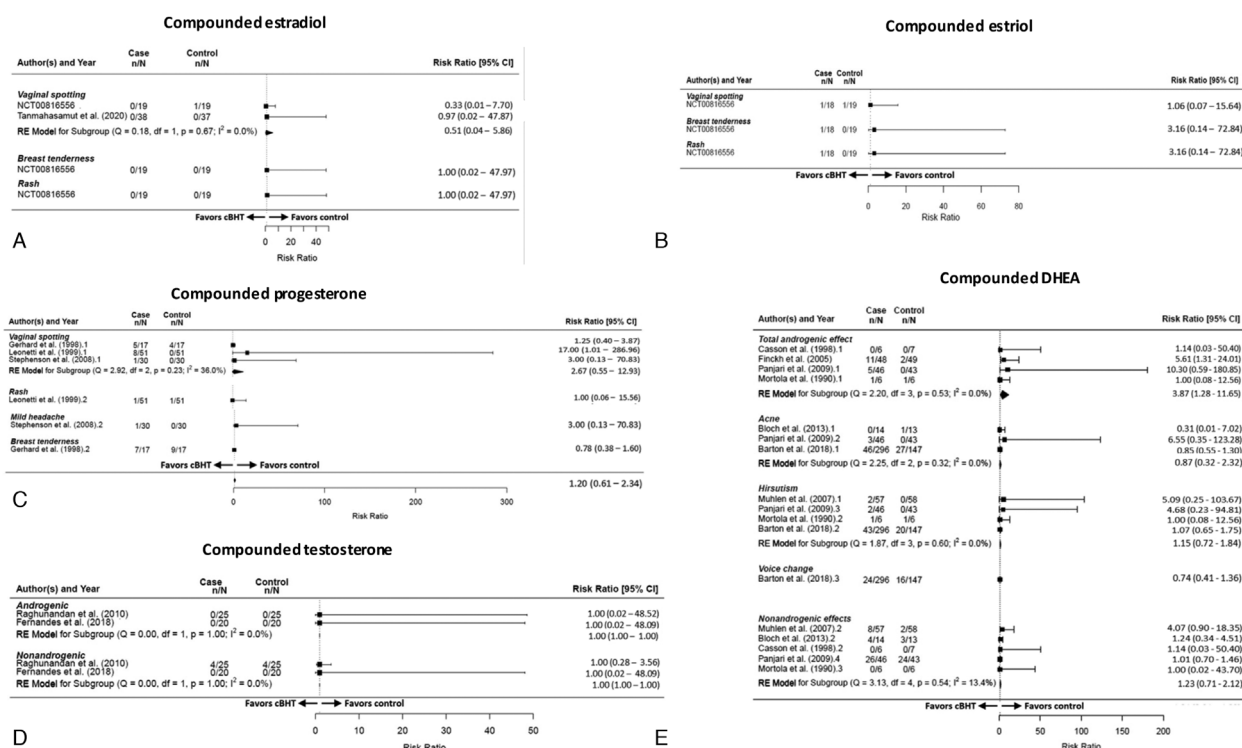 Compounded estradiol
Case Control
Author(s) and Year n/N n/N Risk Ratio [95% CI]
Vaginal spotting
NCT00816556 0/19 1/19 0.33 (0.01 – 7.70)
Tanmahasamut et al. (2020) 0/38 0/37 0.97 (0.02 – 47.87)
RE Model for Subgroup (Q = 0.18, df = 1, p = 0.67; I² = 0.0%) 0.51 (0.04 – 5.86)
Breast tenderness
NCT00816556 0/19 0/19 1.00 (0.02 – 47.97)
Rash
NCT00816556 0/19 0/19 1.00 (0.02 – 47.97)
Favors cBHT Favors control
0 20 40
Risk Ratio
A
Compounded estriol
Case Control
Author(s) and Year n/N n/N Risk Ratio [95% CI]
Vaginal spotting
NCT00816556 1/18 1/19 1.06 (0.07 – 15.64)
Breast tenderness
NCT00816556 1/18 0/19 3.16 (0.14 – 72.84)
Rash
NCT00816556 1/18 0/19 3.16 (0.14 – 72.84)
Favors cBHT Favors control
0 20 40 60 80
Risk Ratio
B
Compounded progesterone
Case Control
Author(s) and Year n/N n/N Risk Ratio [95% CI]
Vaginal spotting
Gerhard et al. (1998).1 5/17 4/17 1.25 (0.40 – 3.87)
Leonetti et al. (1999).1 8/51 0/51 17.00 (1.01 – 286.96)
Stephenson et al. (2008).1 1/30 0/30 3.00 (0.13 – 70.83)
RE Model for Subgroup (Q = 2.92, df = 2, p = 0.23; I² = 36.0%) 2.67 (0.55 – 12.93)
Rash
Leonetti et al. (1999).2 1/51 1/51 1.00 (0.06 – 15.56)
Mild headache
Stephenson et al. (2008).2 1/30 0/30 3.00 (0.13 – 70.83)
Breast tenderness
Gerhard et al. (1998).2 7/17 9/17 0.78 (0.38 – 1.60)
Favors cBHT Favors control
1.20 (0.61 – 2.34)
0 100 200 300
Risk Ratio
C
Compounded testosterone
Case Control
Author(s) and Year n/N n/N Risk Ratio [95% CI]
Androgenic
Raghunandan et al. (2010) 0/25 0/25 1.00 (0.02 – 48.52)
Fernandes et al. (2018) 0/20 0/20 1.00 (0.02 – 48.09)
RE Model for Subgroup (Q = 0.00, df = 1, p = 1.00; I² = 0.0%) 1.00 (1.00 – 1.00)
Nonandrogenic
Raghunandan et al. (2010) 4/25 4/25 1.00 (0.28 – 3.56)
Fernandes et al. (2018) 0/20 0/20 1.00 (0.02 – 48.09)
RE Model for Subgroup (Q = 0.00, df = 1, p = 1.00; I² = 0.0%) 1.00 (1.00 – 1.00)
Favors cBHT Favors control
0 10 20 30 40 50
Risk Ratio
D
Compounded DHEA
Case Control
Author(s) and Year n/N n/N Risk Ratio [95% CI]
Total androgenic effect
Casson et al. (1998).1 0/6 0/7 1.14 (0.03 - 50.40)
Finckh et al. (2005) 11/48 2/49 5.61 (1.31 - 24.01)
Panjari et al. (2009).1 5/46 0/43 10.30 (0.59 -180.85)
Mortola et al. (1990).1 1/6 1/6 1.00 (0.08 - 12.56)
RE Model for Subgroup (Q = 2.20, df = 3, p = 0.53; I² = 0.0%) 3.87 (1.28 - 11.65)
Acne
Bloch et al. (2013).1 0/14 1/13 0.31 (0.01 - 7.02)
Panjari et al. (2009).2 3/46 0/43 6.55 (0.35 - 123.28)
Barton et al. (2018).1 46/296 27/147 0.85 (0.55 - 1.30)
RE Model for Subgroup (Q = 2.25, df = 2, p = 0.32; I² = 0.0%) 0.87 (0.32 - 2.32)
Hirsutism
Muhlen et al. (2007).1 2/57 0/58 5.09 (0.25 - 103.67)
Panjari et al. (2009).3 2/46 0/43 4.68 (0.23 - 94.81)
Mortola et al. (1990).2 1/6 1/6 1.00 (0.08 - 12.56)
Barton et al. (2018).2 43/296 20/147 1.07 (0.65 - 1.75)
RE Model for Subgroup (Q = 1.87, df = 3, p = 0.60; I² = 0.0%) 1.15 (0.72 - 1.84)
Voice change
Barton et al. (2018).3 24/296 16/147 0.74 (0.41 - 1.36)
Nonandrogenic effects
Muhlen et al. (2007).2 8/57 2/58 4.07 (0.90 - 18.35)
Bloch et al. (2013).2 4/14 3/13 1.24 (0.34 - 4.51)
Casson et al. (1998).2 0/6 0/7 1.14 (0.03 - 50.40)
Panjari et al. (2009).4 26/46 24/43 1.01 (0.70 - 1.46)
Mortola et al. (1990).3 0/6 0/6 1.00 (0.02 - 43.70)
RE Model for Subgroup (Q = 3.13, df = 4, p = 0.54; I² = 13.4%) 1.23 (0.71 - 2.12)
Favors cBHT Favors control
0 50 100 150 200
Risk Ratio
E